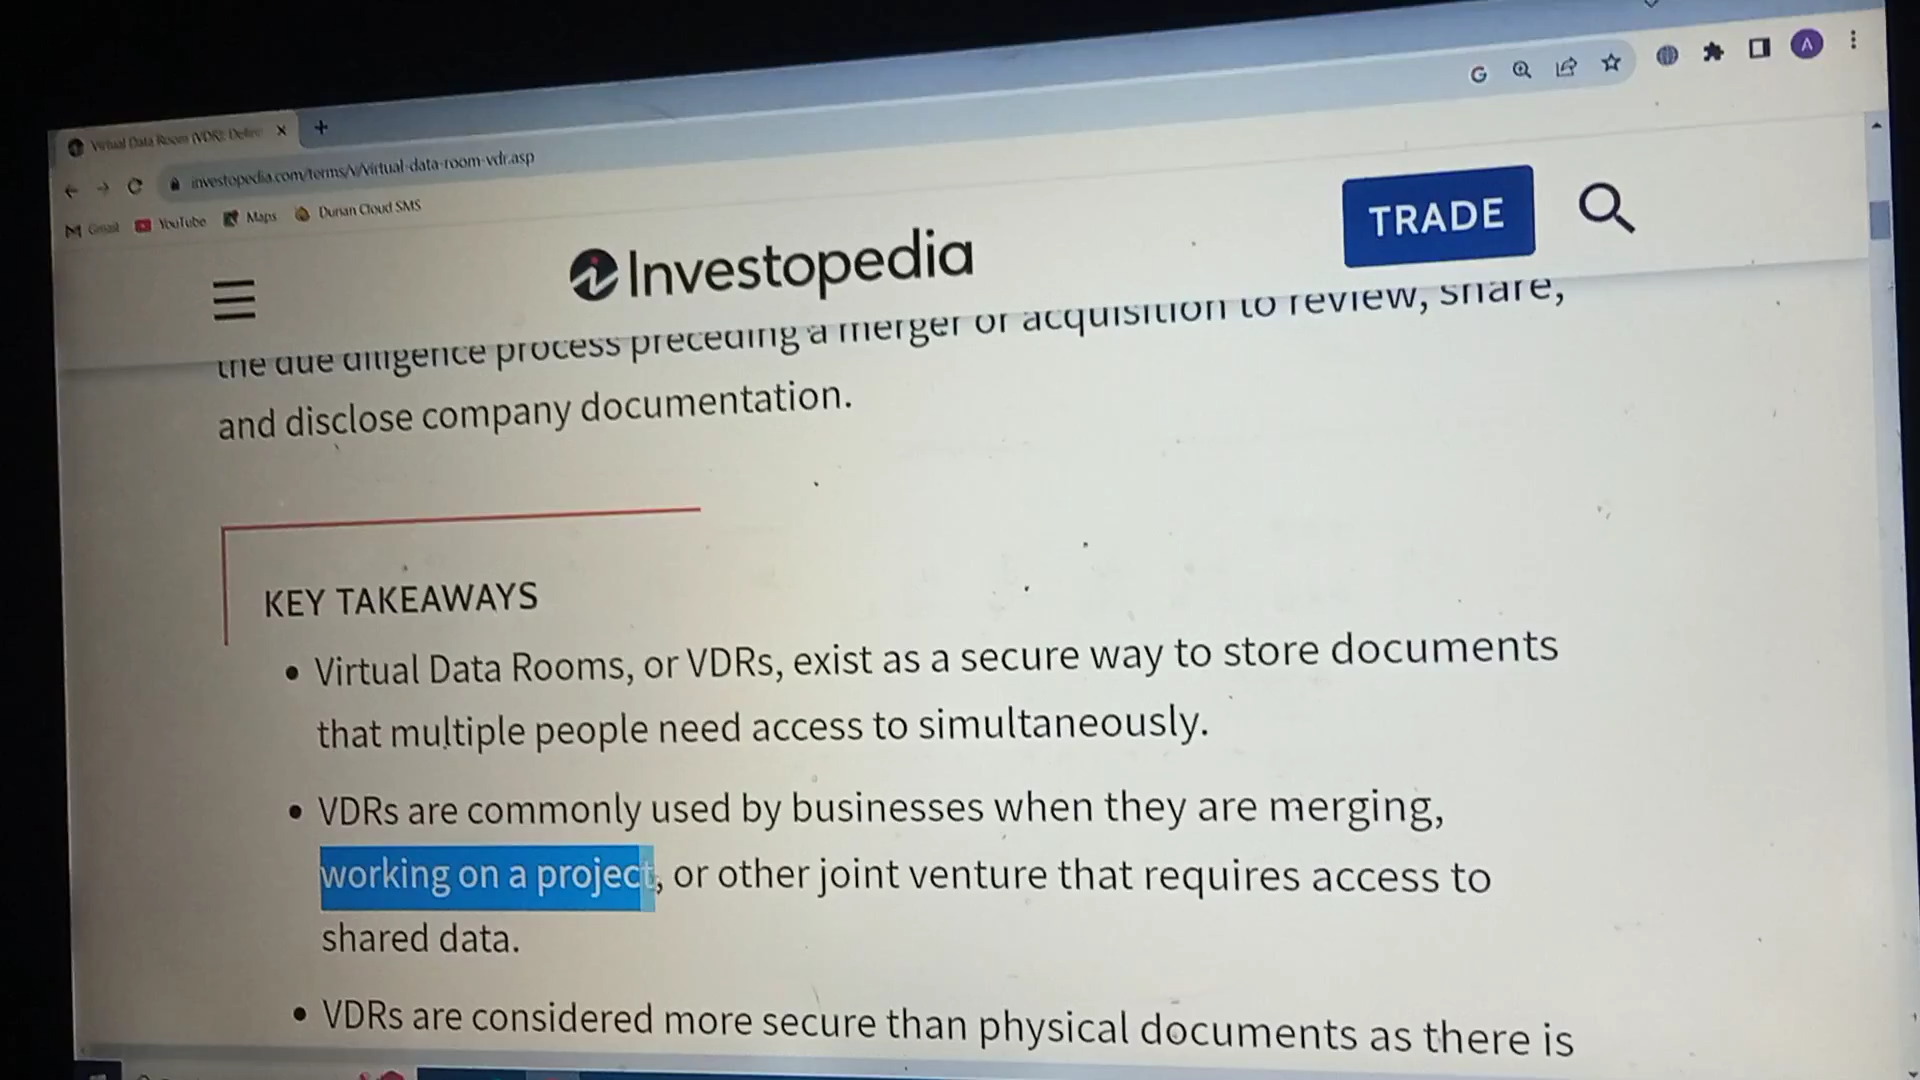 Virtual Data Room (VDR): Defini
investopedia.com/terms/v/virtual-data-room-vdr.asp
G
A
Gmail
YouTube
Maps
Durian Cloud SMS
Investopedia
TRADE
the due diligence process preceding a merger or acquisition to review, share,
and disclose company documentation.
KEY TAKEAWAYS
• Virtual Data Rooms, or VDRs, exist as a secure way to store documents
that multiple people need access to simultaneously.
• VDRs are commonly used by businesses when they are merging,
working on a project, or other joint venture that requires access to
shared data.
• VDRs are considered more secure than physical documents as there is